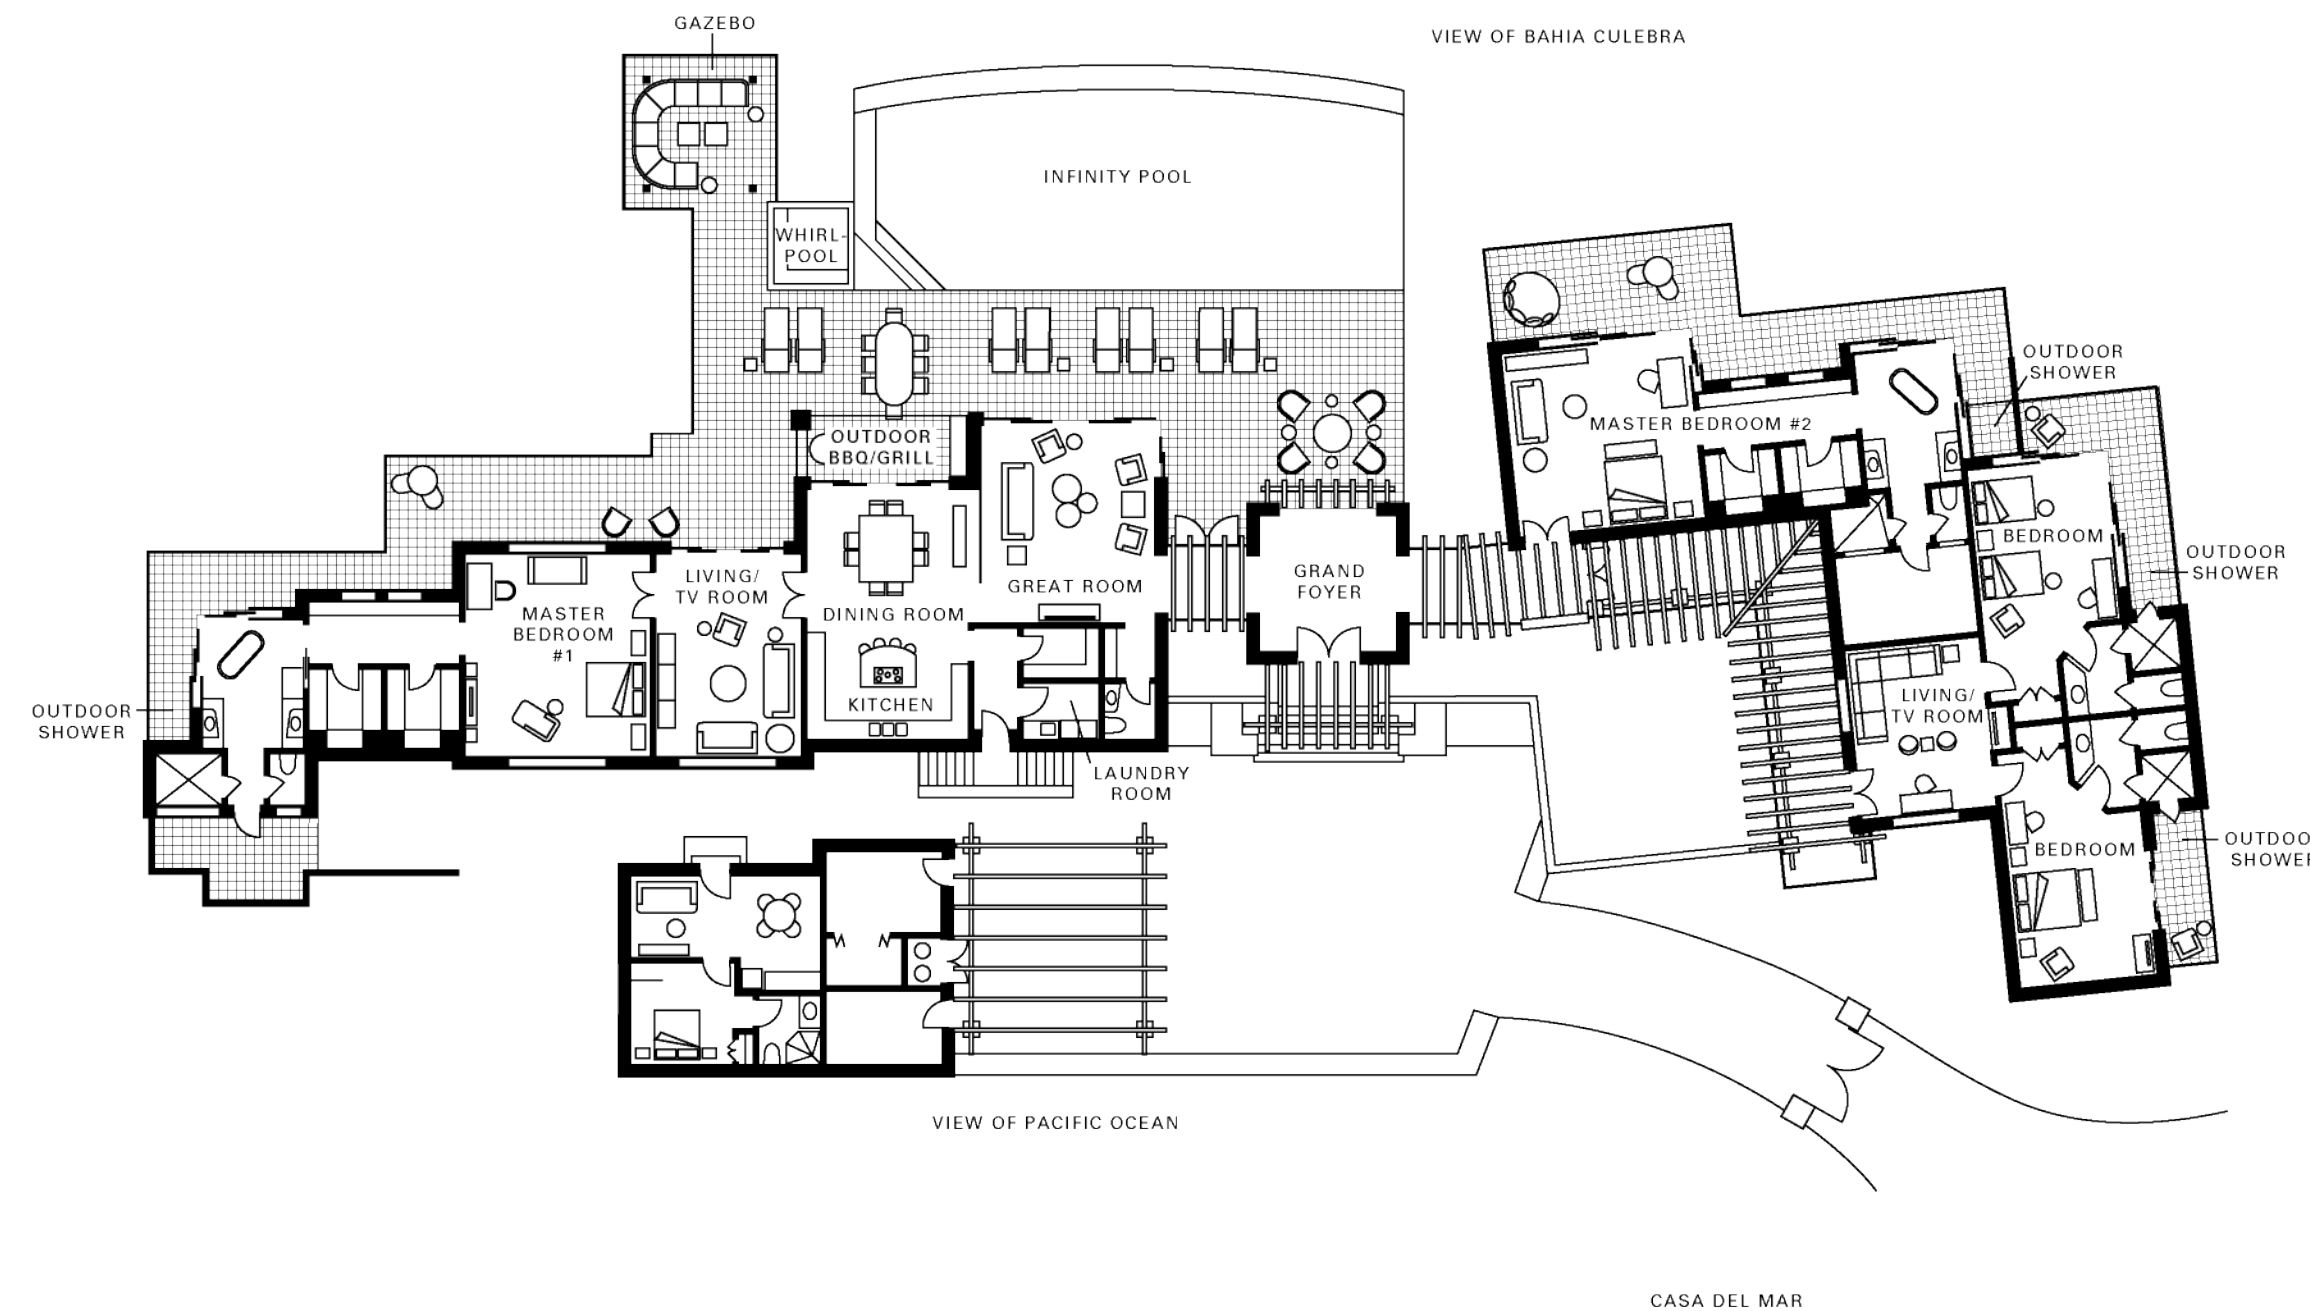 GAZEBO
VIEW OF BAHIA CULEBRA
INFINITY POOL
WHIRL-
POOL
OUTDOOR
SHOWER
MASTER BEDROOM #2
OUTDOOR
BBQ/GRILL
BEDROOM
OUTDOOR
SHOWER
LIVING/
TV ROOM
GREAT ROOM
GRAND
FOYER
MASTER
BEDROOM
#1
DINING ROOM
OUTDOOR
SHOWER
KITCHEN
LIVING/
TV ROOM
LAUNDRY
ROOM
BEDROOM
OUTDOO
SHOWER
VIEW OF PACIFIC OCEAN
CASA DEL MAR